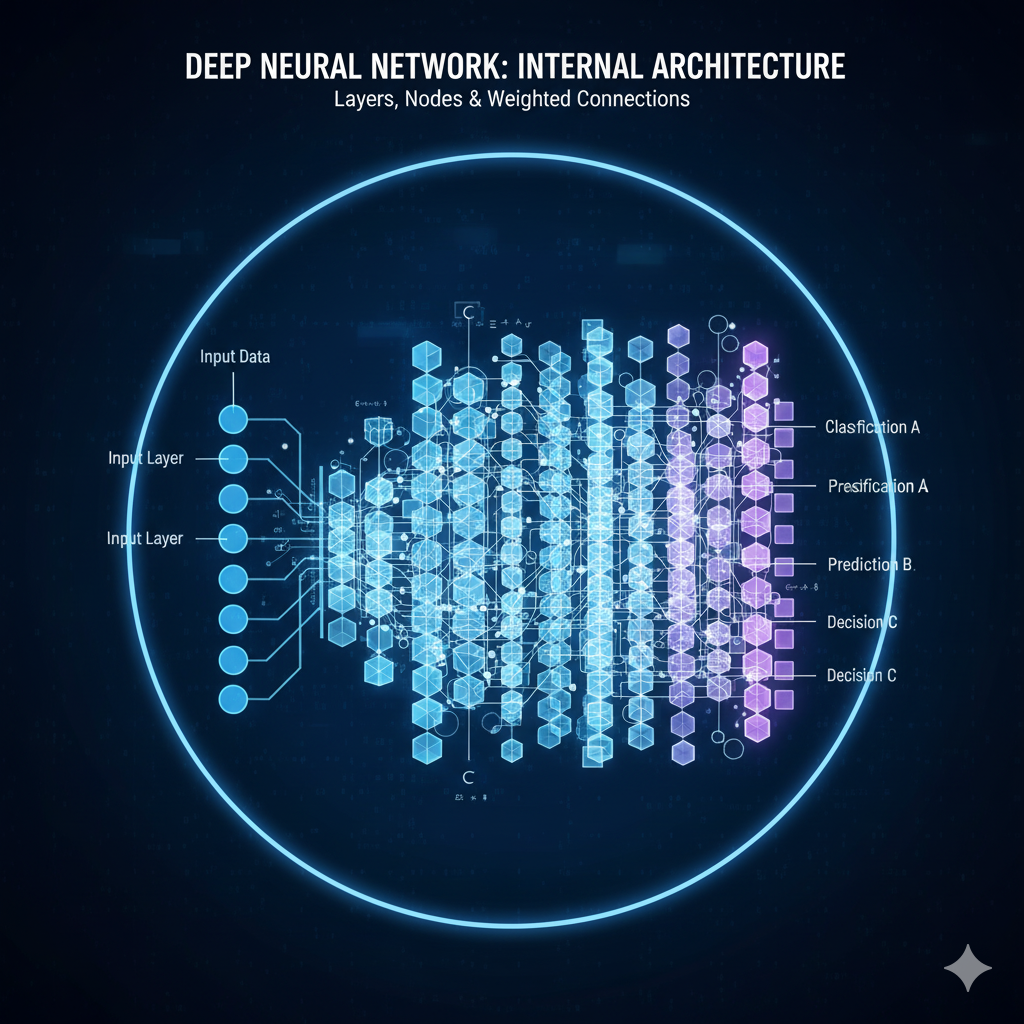 DEEP NEURAL NETWORK: INTERNAL ARCHITECTURE
Layers, Nodes & Weighted Connections
C
Input Data
Clasfication A
Input Layer
Presification A
Input Layer
Prediction B.
Decision C
Decision C
C